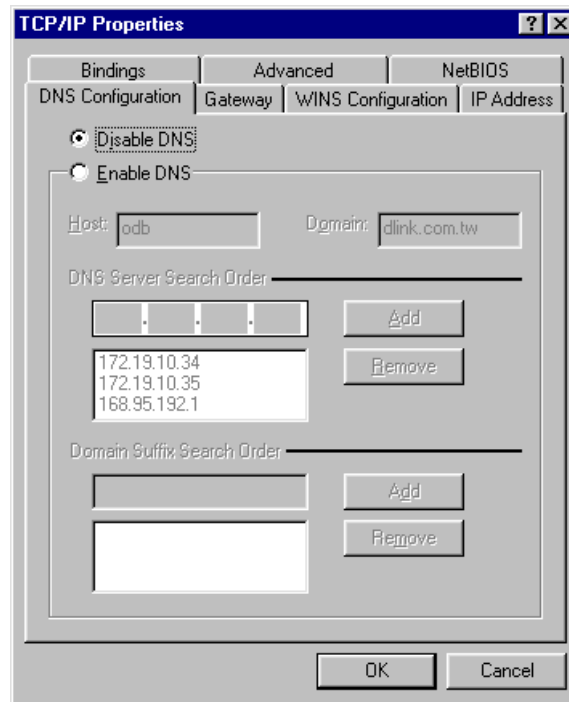 TCP/IP Properties
? X
Bindings Advanced NetBIOS
DNS Configuration Gateway WINS Configuration IP Address
Disable DNS
Enable DNS
Host: odb Domain: dlink.com.tw
DNS Server Search Order
. . . Add
172.19.10.34
172.19.10.35
168.95.192.1
Remove
Domain Suffix Search Order
Add
Remove
OK Cancel